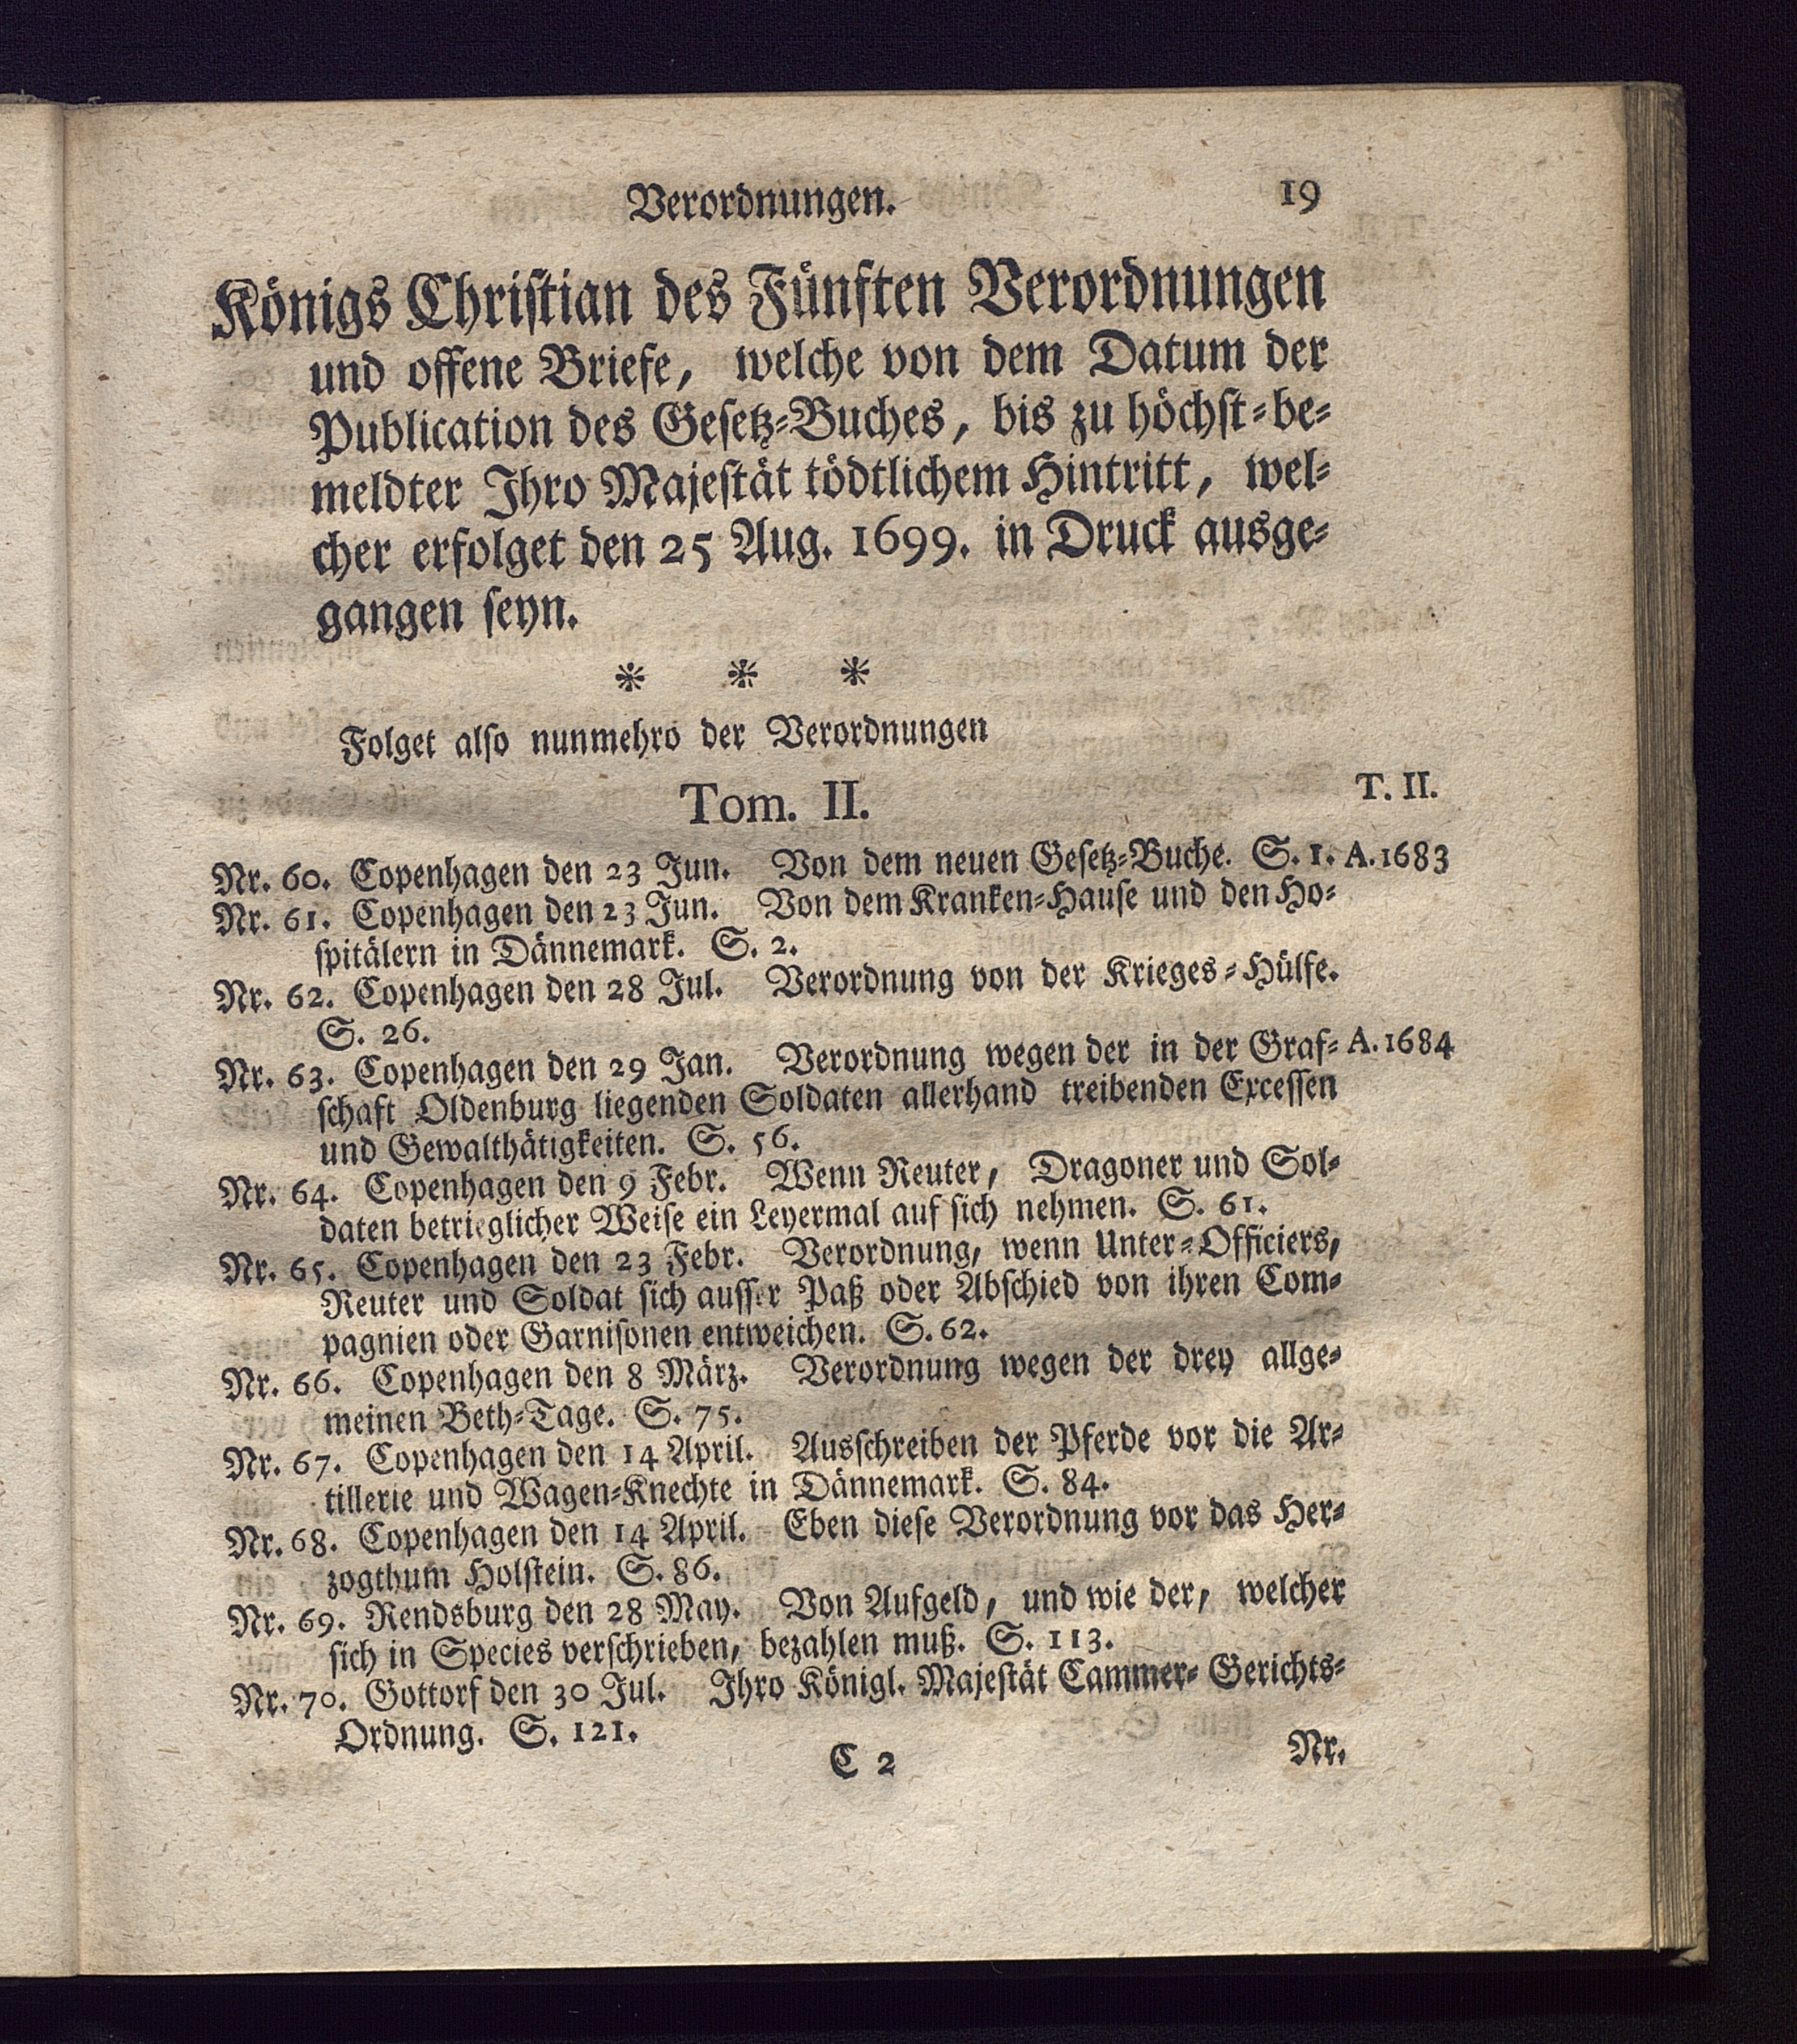 Verordnungen. 19
Königs Christian des Fünften Verordnungen
und offene Briefe, welche von dem Datum der
Publication des Gesetz-Buches, bis zu höchst-be-
meldter Ihro Majestät tödtlichem Hintritt, wel-
cher erfolget den 25 Aug. 1699. in Druck ausge-
gangen seyn.
* * *
Folget also nunmehro der Verordnungen
Tom. II. T. II.
Nr. 60. Copenhagen den 23 Jun. Von dem neuen Gesetz-Buche. S. 1. A. 1683
Nr. 61. Copenhagen den 23 Jun. Von dem Kranken-Hause und den Ho-
spitälern in Dännemark. S. 2.
Nr. 62. Copenhagen den 28 Jul. Verordnung von der Krieges-Hülfe.
S. 26.
Nr. 63. Copenhagen den 29 Jan. Verordnung wegen der in der Graf- A. 1684
schaft Oldenburg liegenden Soldaten allerhand treibenden Excessen
und Gewalthätigkeiten. S. 56.
Nr. 64. Copenhagen den 9 Febr. Wenn Reuter, Dragoner und Sol-
daten betrieglicher Weise ein Leyermal auf sich nehmen. S. 61.
Nr. 65. Copenhagen den 23 Febr. Verordnung, wenn Unter-Officiers,
Reuter und Soldat sich ausser Paß oder Abschied von ihren Com-
pagnien oder Garnisonen entweichen. S. 62.
Nr. 66. Copenhagen den 8 März. Verordnung wegen der drey allge-
meinen Beth-Tage. S. 75.
Nr. 67. Copenhagen den 14 April. Ausschreiben der Pferde vor die Ar-
tillerie und Wagen-Knechte in Dännemark. S. 84.
Nr. 68. Copenhagen den 14 April. Eben diese Verordnung vor das Her-
zogthum Holstein. S. 86.
Nr. 69. Rendsburg den 28 May. Von Aufgeld, und wie der, welcher
sich in Species verschrieben, bezahlen muß. S. 113.
Nr. 70. Gottorf den 30 Jul. Ihro Königl. Majestät Cammer-Gerichts-
Ordnung. S. 121.
C 2 Nr.